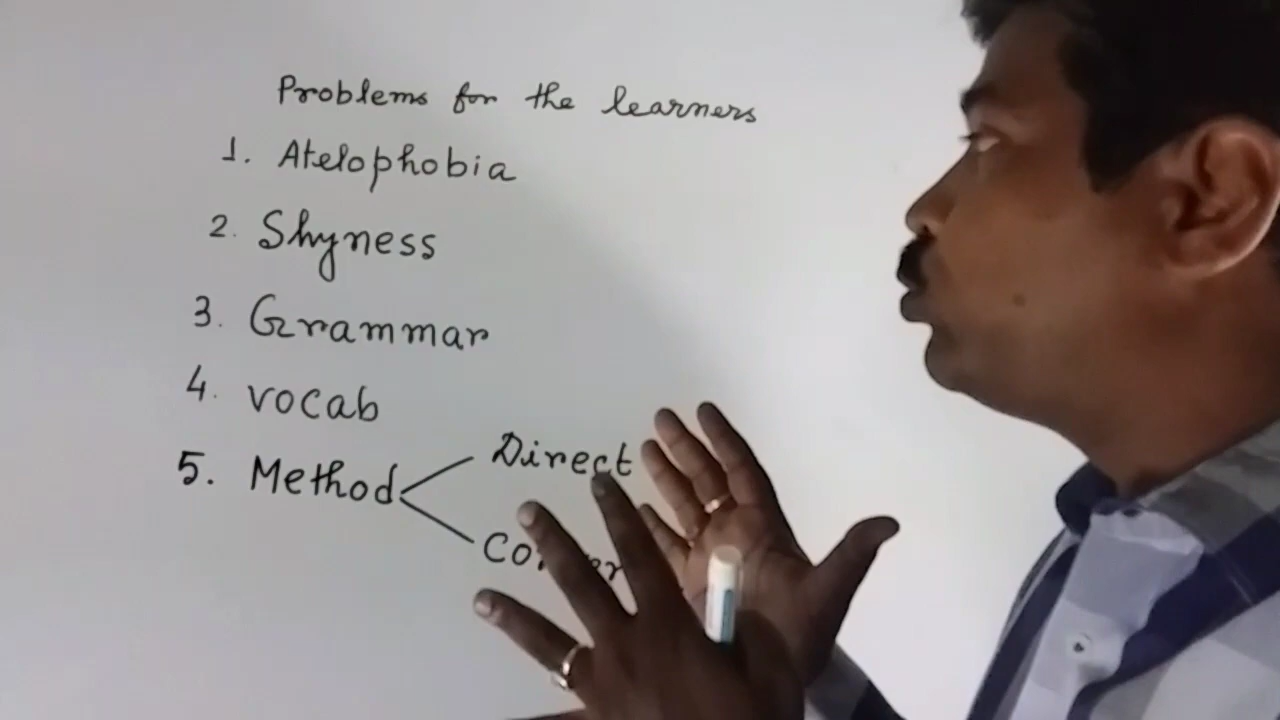 Problems for the learners
1. Atelophobia
2. Shyness
3. Grammar
4. vocab
5. Method
Direct